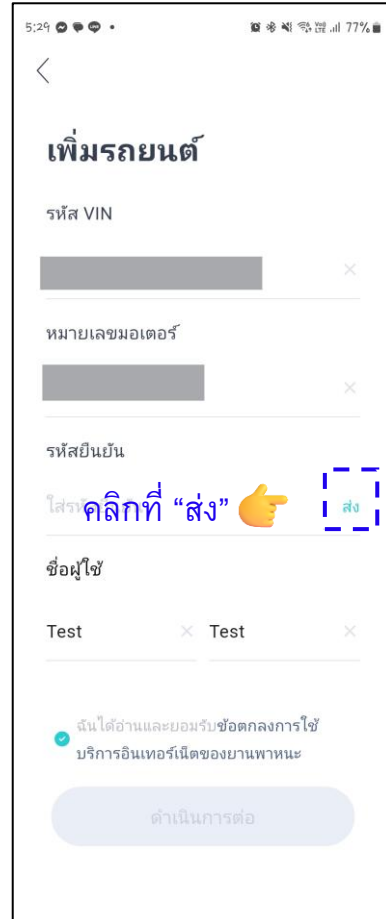 5:29
77%
เพิ่มรถยนต์
รหัส VIN
หมายเลขมอเตอร์
รหัสยืนยัน
คลิกที่ “ส่ง”
ส่ง
ชื่อผู้ใช้
Test Test
ฉันได้อ่านและยอมรับข้อตกลงการใช้
บริการอินเทอร์เน็ตของยานพาหนะ
ดำเนินการต่อ